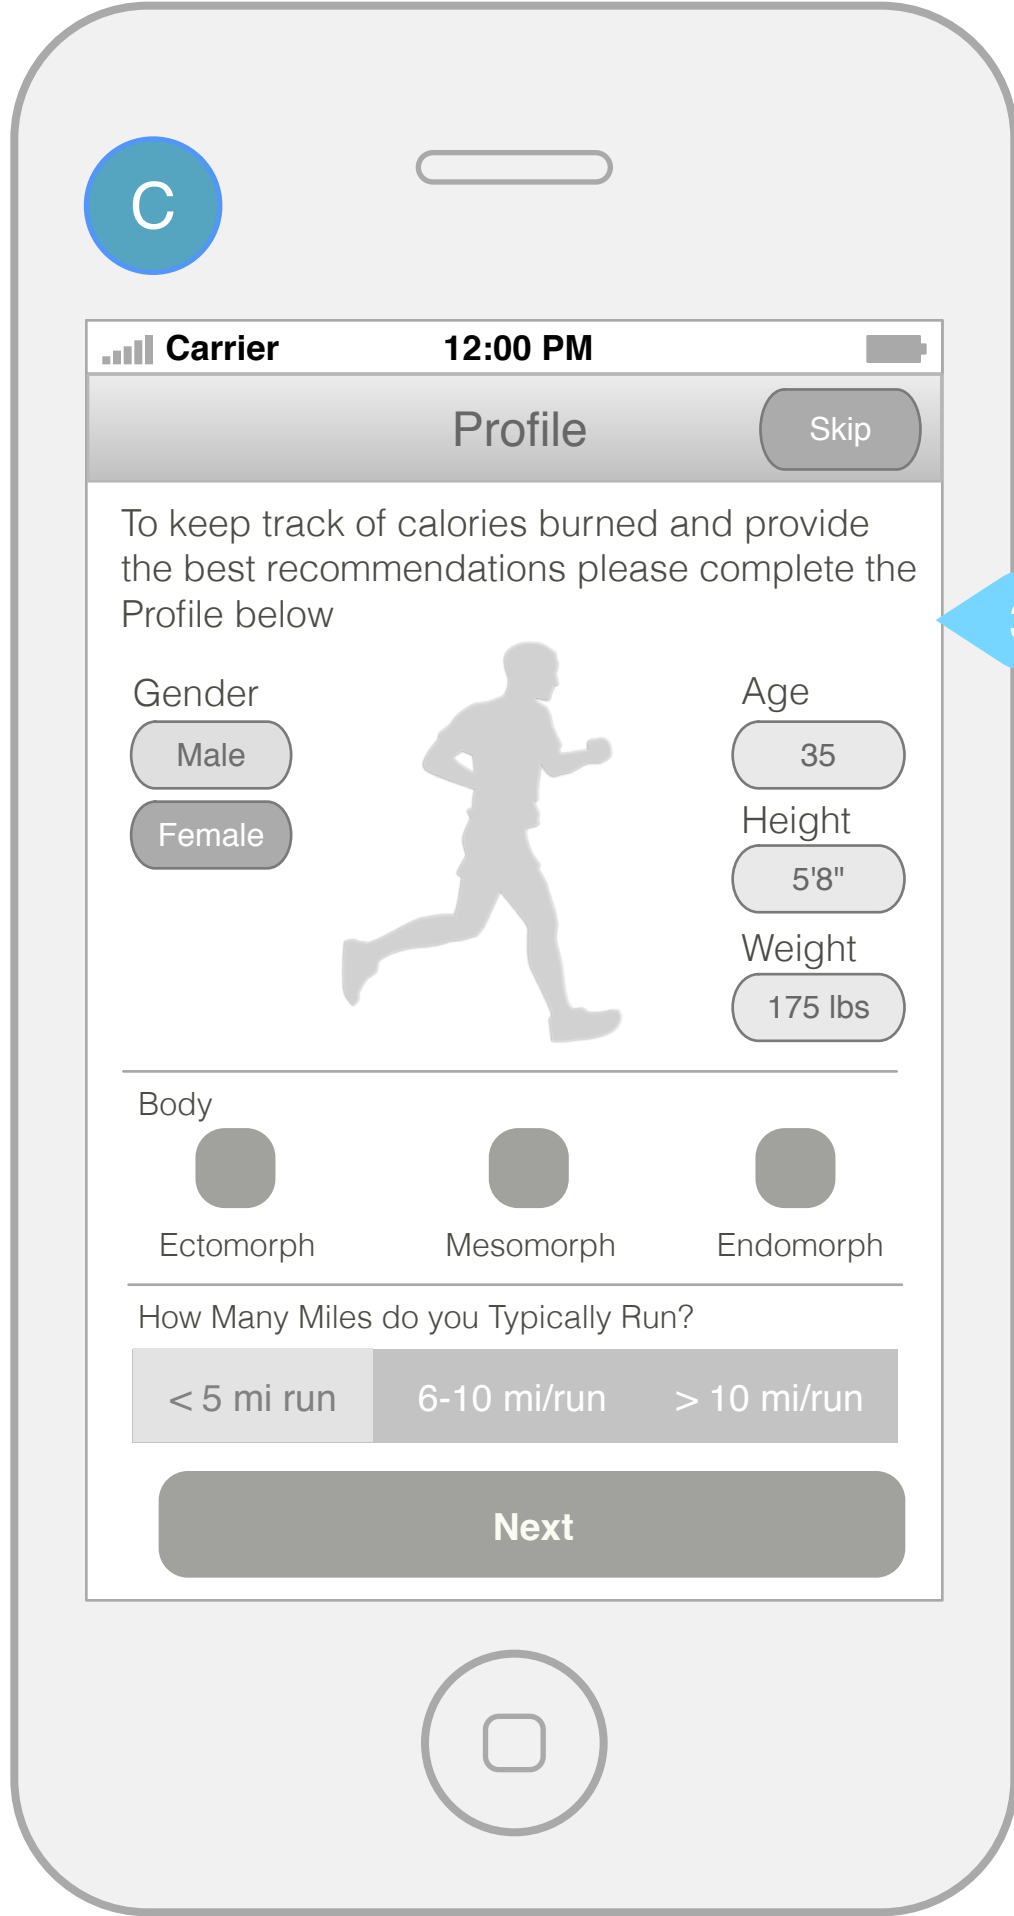 C
Carrier 12:00 PM
Profile
Skip
To keep track of calories burned and provide
the best recommendations please complete the
Profile below
Gender
Male
Female
Age
35
Height
5'8"
Weight
175 lbs
Body
Ectomorph
Mesomorph
Endomorph
How Many Miles do you Typically Run?
< 5 mi run
6-10 mi/run
> 10 mi/run
Next